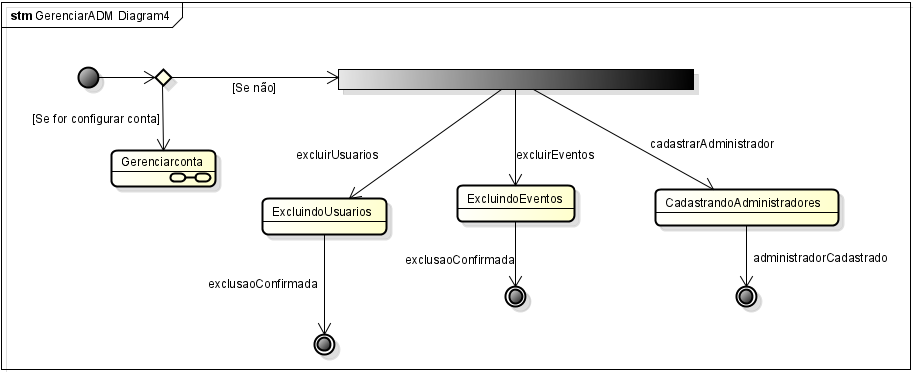 stm GerenciarADM Diagram4
[Se não]
[Se for configurar conta]
Gerenciarconta
excluirUsuarios
excluirEventos
cadastrarAdministrador
ExcluindoUsuarios
ExcluindoEventos
CadastrandoAdministradores
exclusaoConfirmada
exclusaoConfirmada
administradorCadastrado